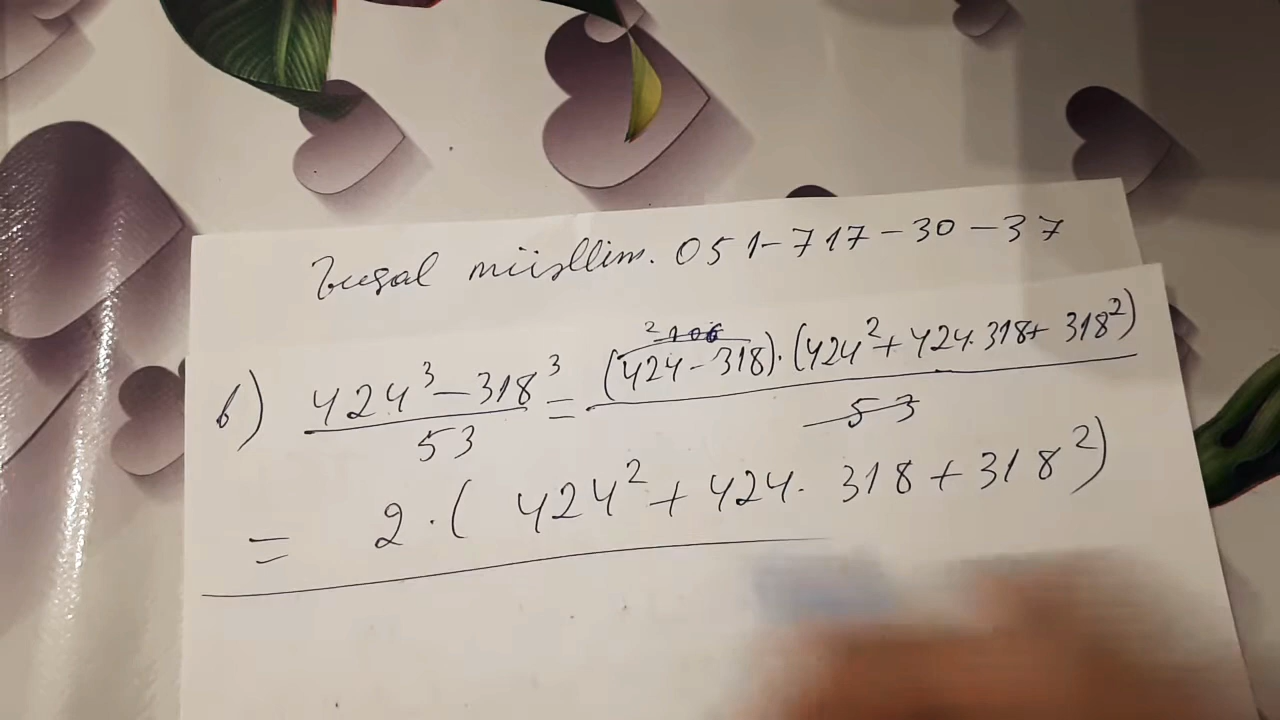 müəllim. 051-717-30-37
b) 424³ - 318³ / 53 = ²106 (424 - 318) · (424² + 424 · 318 + 318²) / 53
= 2 · (424² + 424 · 318 + 318²)